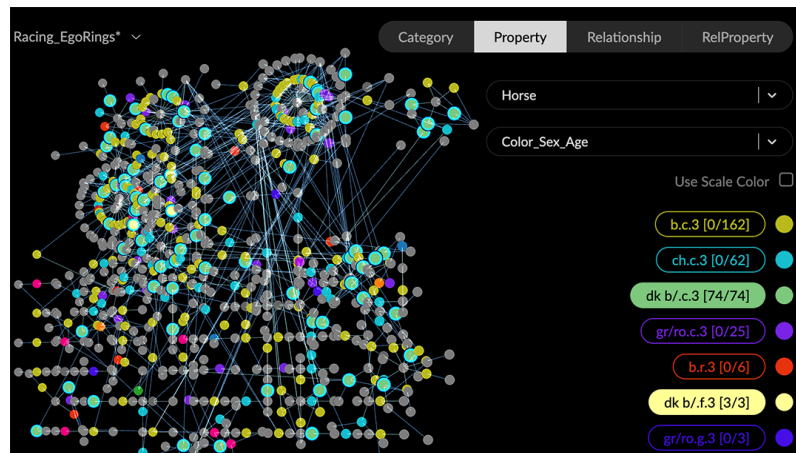 Racing_EgoRings*
Category Property Relationship RelProperty
Horse
Color_Sex_Age
Use Scale Color
b.c.3 [0/162]
ch.c.3 [0/62]
dk b/.c.3 [74/74]
gr/ro.c.3 [0/25]
b.r.3 [0/6]
dk b/.f.3 [3/3]
gr/ro.g.3 [0/3]